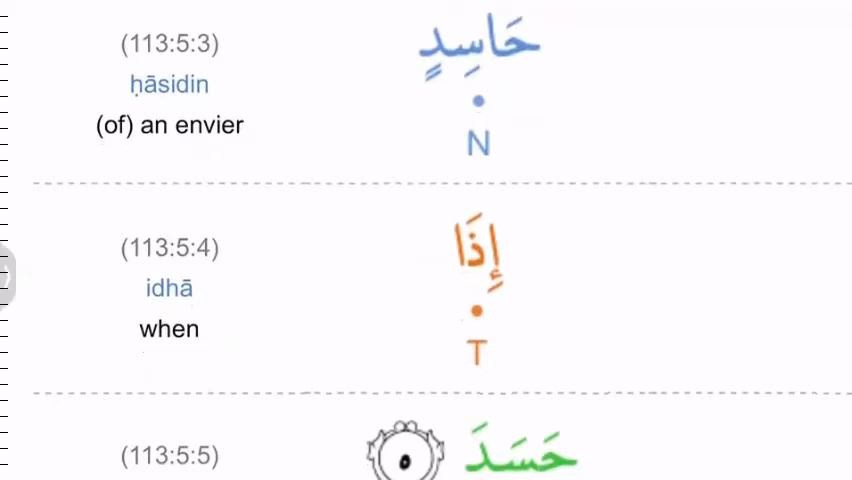 (113:5:3)
ḥāsidin
(of) an envier
حَاسِدٍ
N
(113:5:4)
idhā
when
إِذَا
T
(113:5:5)
حَسَدَ ٥